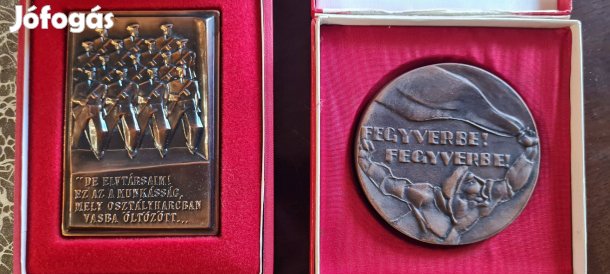 Jófogás
"DE ELVTÁRSAIM!
EZ AZ A MUNKÁSSÁG,
MELY OSZTÁLYHARCBAN
VASBA ÖLTÖZÖTT...
FEGYVERBE!
FEGYVERBE!